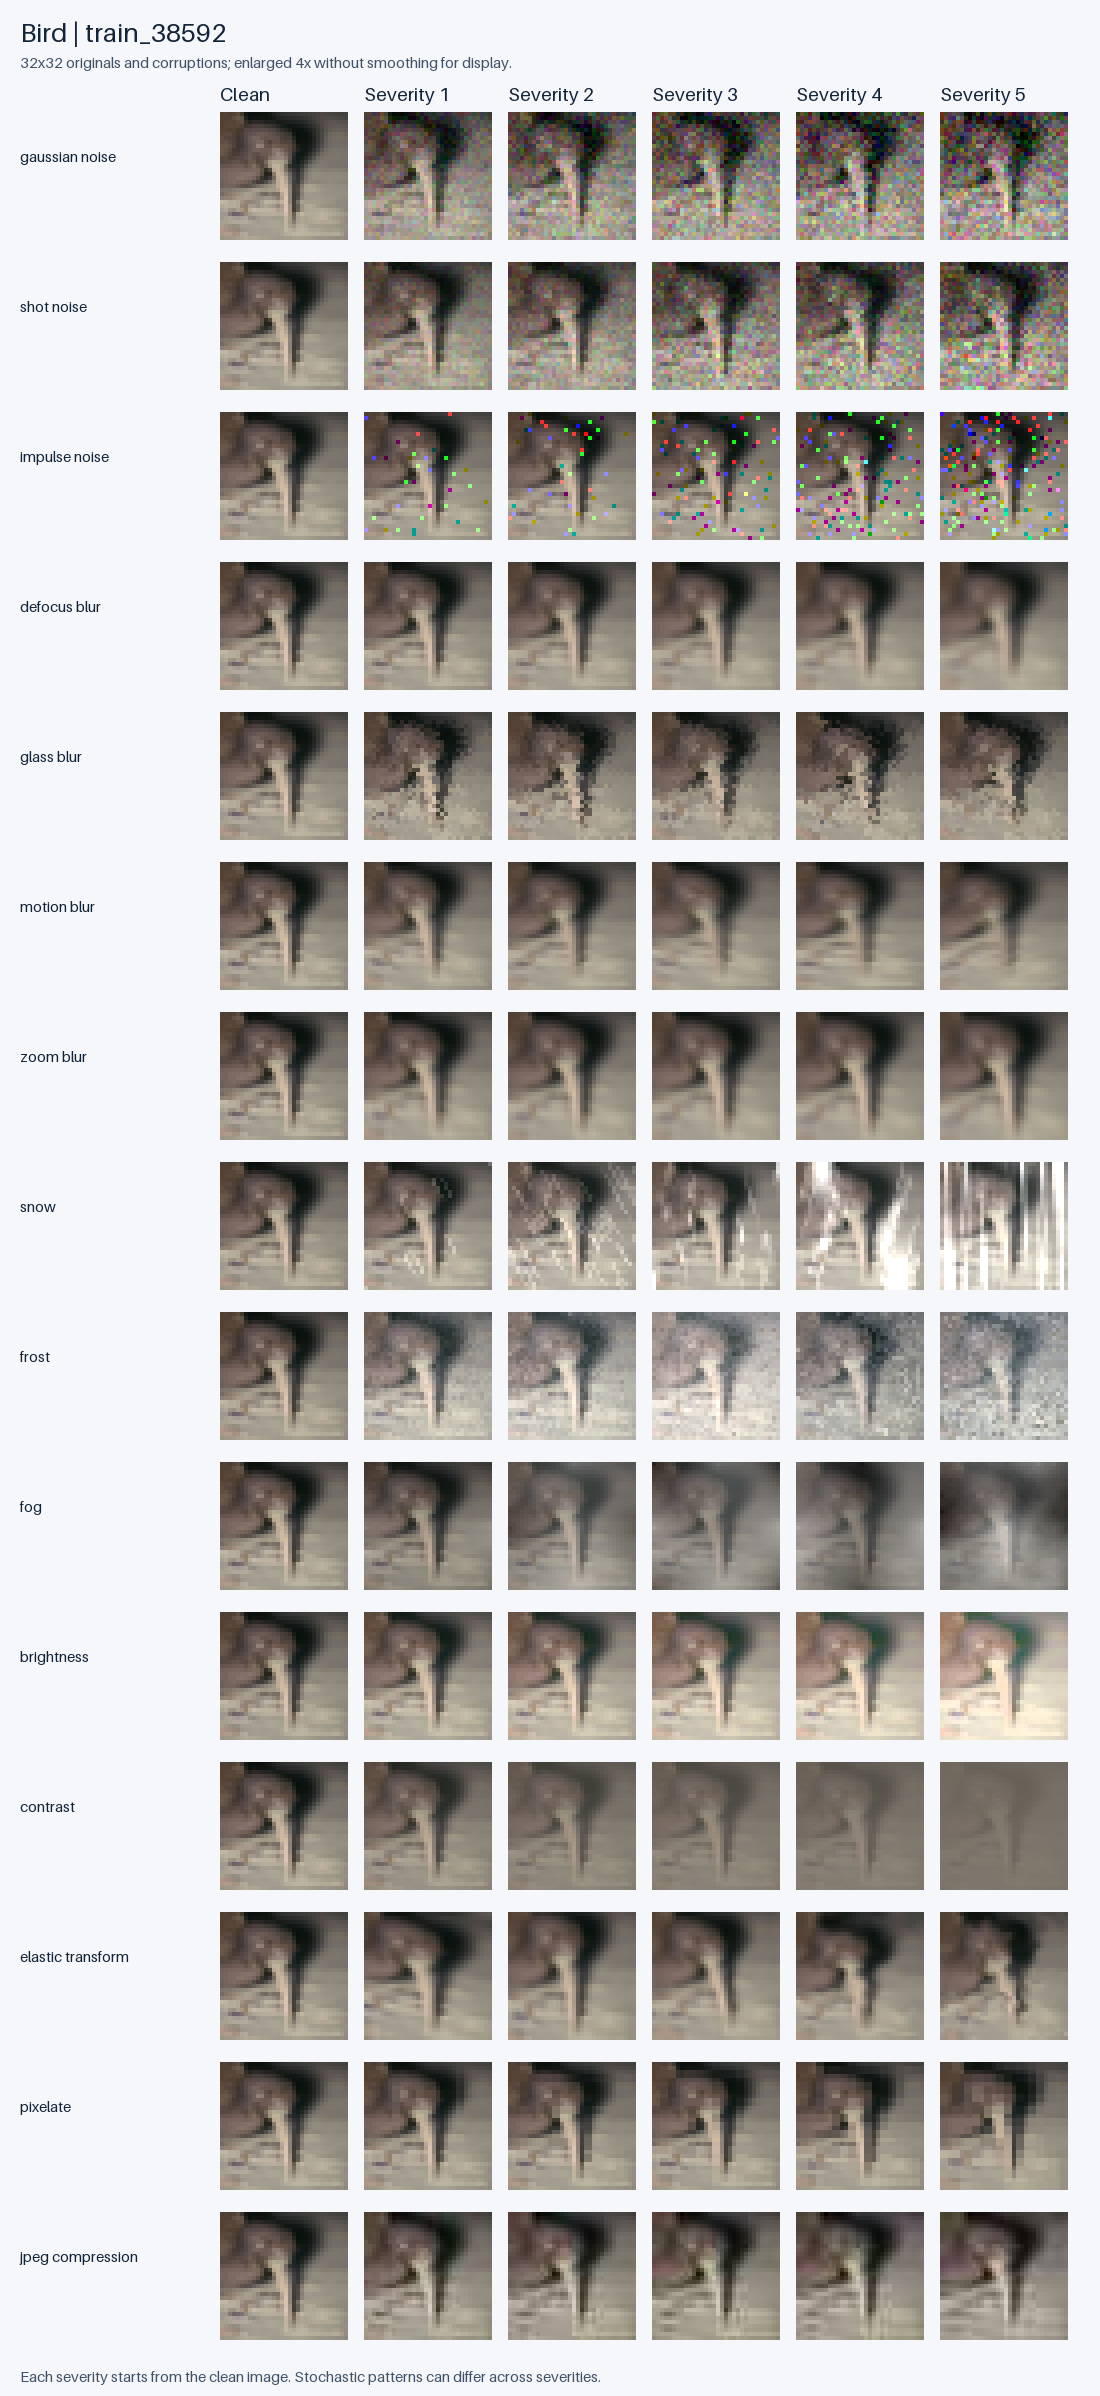 Bird | train_38592
32x32 originals and corruptions; enlarged 4x without smoothing for display.
Clean Severity 1 Severity 2 Severity 3 Severity 4 Severity 5
gaussian noise
shot noise
impulse noise
defocus blur
glass blur
motion blur
zoom blur
snow
frost
fog
brightness
contrast
elastic transform
pixelate
jpeg compression
Each severity starts from the clean image. Stochastic patterns can differ across severities.